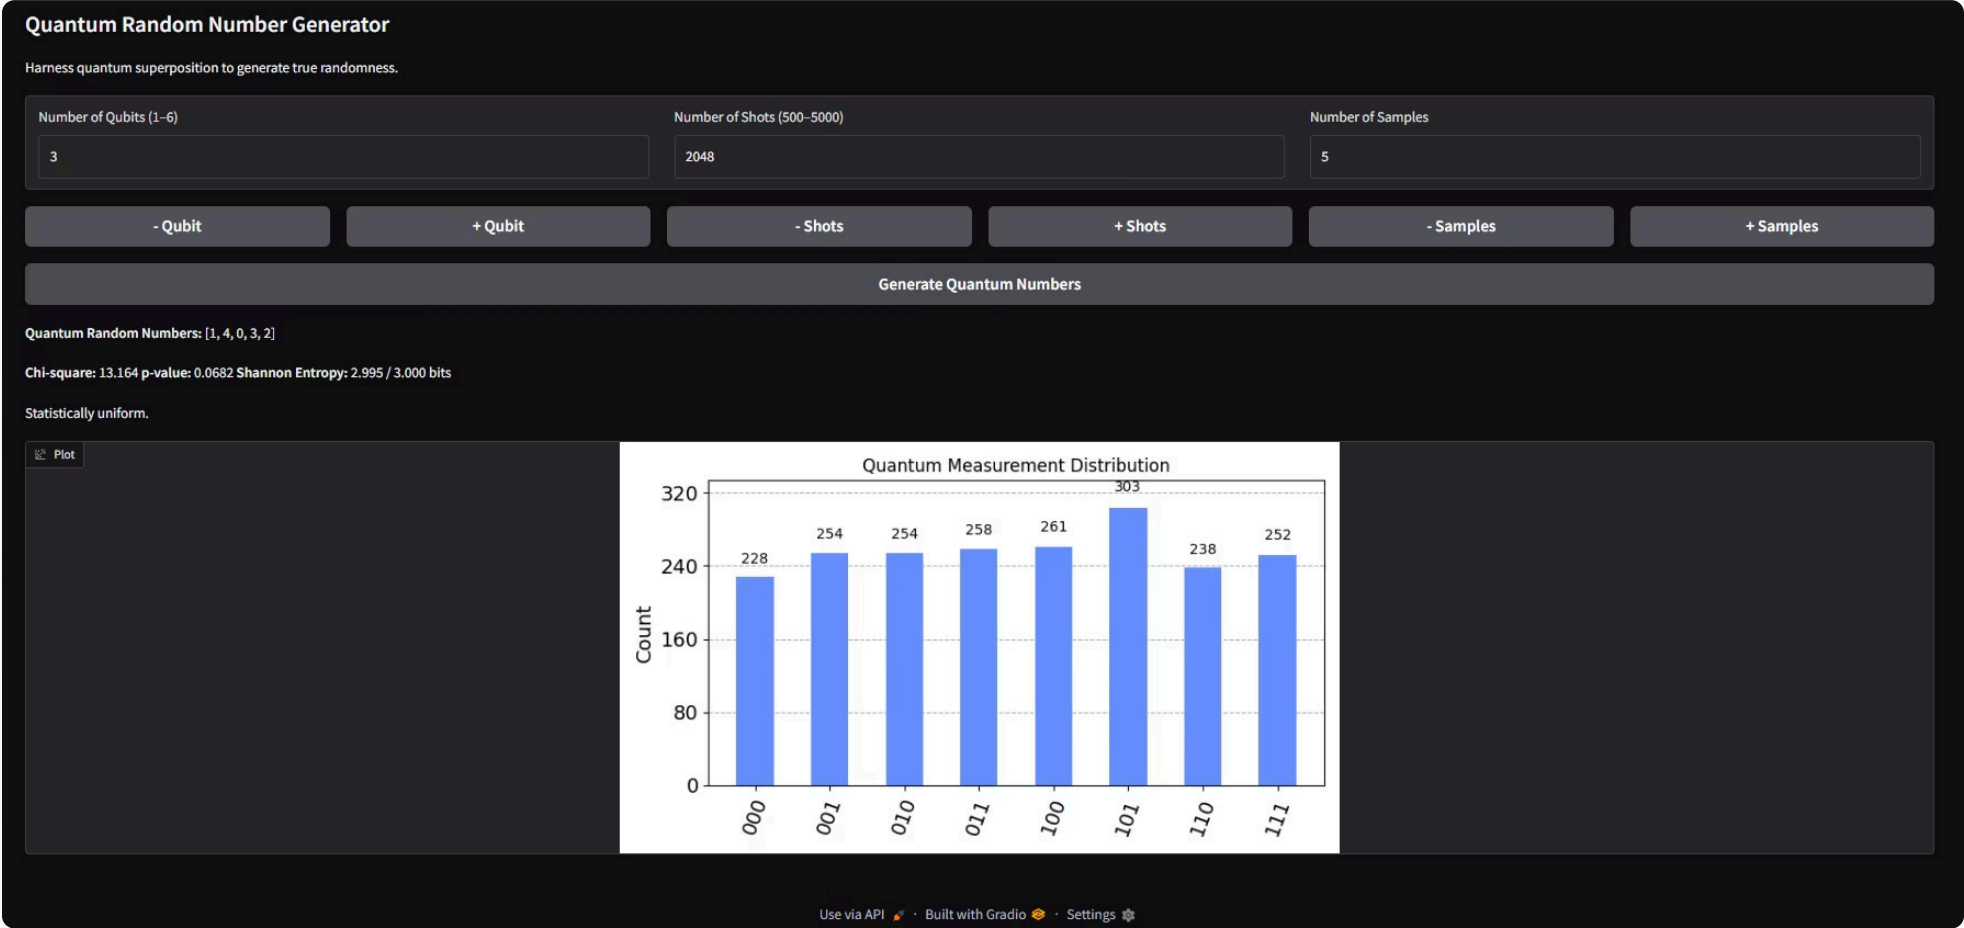 Quantum Random Number Generator
Harness quantum superposition to generate true randomness.
Number of Qubits (1–6)
Number of Shots (500–5000)
Number of Samples
3
2048
5
- Qubit
+ Qubit
- Shots
+ Shots
- Samples
+ Samples
Generate Quantum Numbers
Quantum Random Numbers: [1, 4, 0, 3, 2]
Chi-square: 13.164 p-value: 0.0682 Shannon Entropy: 2.995 / 3.000 bits
Statistically uniform.
Plot
Quantum Measurement Distribution
320
240
160
80
0
Count
228
254
254
258
261
303
238
252
000
001
010
011
100
101
110
111
Use via API · Built with Gradio · Settings